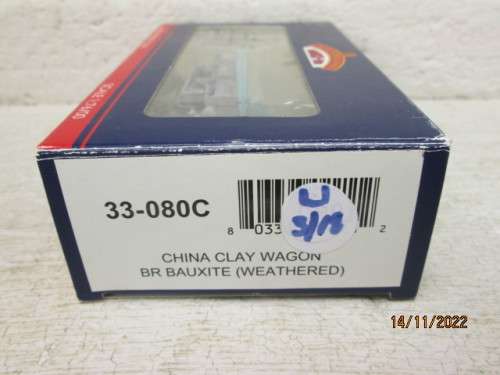 33-080C
8 033 2
CHINA CLAY WAGON
BR BAUXITE (WEATHERED)
14/11/2022